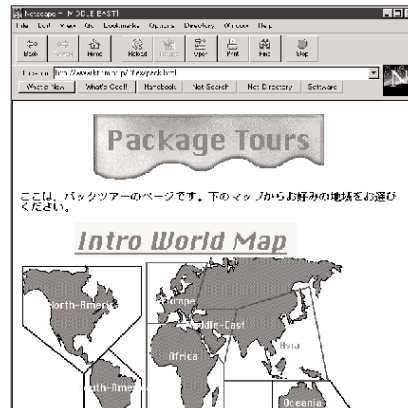 Netscape - [MIDDLE EAST]
File Edit View Go Bookmarks Options Directory Window Help
Back Home Reload Open Print Find Stop
What's New What's Cool! Handbook Net Search Net Directory Software
N
Package Tours
ここは、パックツアーのページです。下のマップからお好みの地域をお選び
ください。
Intro World Map
North-America Europe
Middle-East
Africa Asia
South-America
Oceania